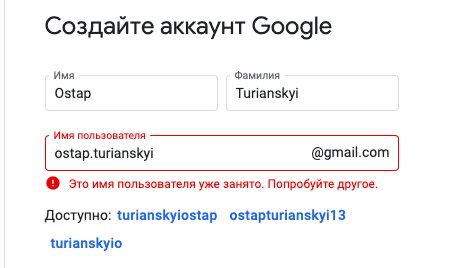 Создайте аккаунт Google
Имя Фамилия
Ostap Turianskyi
Имя пользователя
ostap.turianskyi @gmail.com
Это имя пользователя уже занято. Попробуйте другое.
Доступно: turianskyiostap ostapturianskyi13
turianskyio